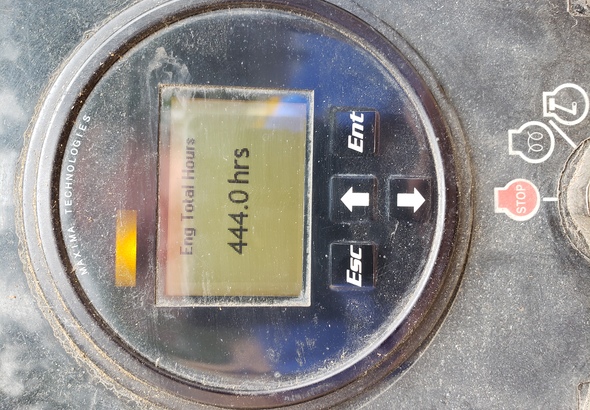 MAXIMA TECHNOLOGIES
Eng Total Hours
444.0 hrs
Esc
Ent
STOP